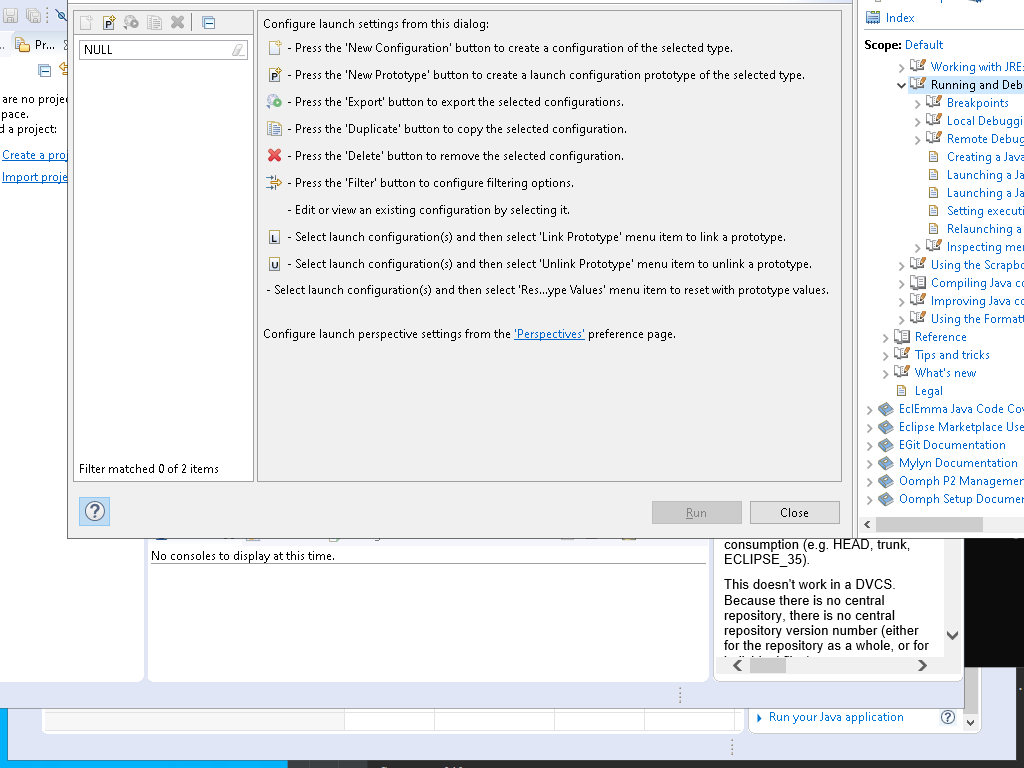 Pr...
are no proje
pace.
d a project:
Create a proj
Import proje
NULL
Filter matched 0 of 2 items
Configure launch settings from this dialog:
- Press the 'New Configuration' button to create a configuration of the selected type.
- Press the 'New Prototype' button to create a launch configuration prototype of the selected type.
- Press the 'Export' button to export the selected configurations.
- Press the 'Duplicate' button to copy the selected configuration.
- Press the 'Delete' button to remove the selected configuration.
- Press the 'Filter' button to configure filtering options.
- Edit or view an existing configuration by selecting it.
L - Select launch configuration(s) and then select 'Link Prototype' menu item to link a prototype.
U - Select launch configuration(s) and then select 'Unlink Prototype' menu item to unlink a prototype.
- Select launch configuration(s) and then select 'Res...ype Values' menu item to reset with prototype values.
Configure launch perspective settings from the 'Perspectives' preference page.
Run
Close
Index
Scope: Default
Working with JRE:
Running and Deb
Breakpoints
Local Debuggi
Remote Debug
Creating a Java
Launching a Ja
Launching a Ja
Setting executi
Relaunching a
Inspecting mer
Using the Scrapbo
Compiling Java co
Improving Java co
Using the Formatt
Reference
Tips and tricks
What's new
Legal
EclEmma Java Code Cov
Eclipse Marketplace Use
EGit Documentation
Mylyn Documentation
Oomph P2 Managemen
Oomph Setup Documen
No consoles to display at this time.
consumption (e.g. HEAD, trunk,
ECLIPSE_35).
This doesn't work in a DVCS.
Because there is no central
repository, there is no central
repository version number (either
for the repository as a whole, or for
Run your Java application